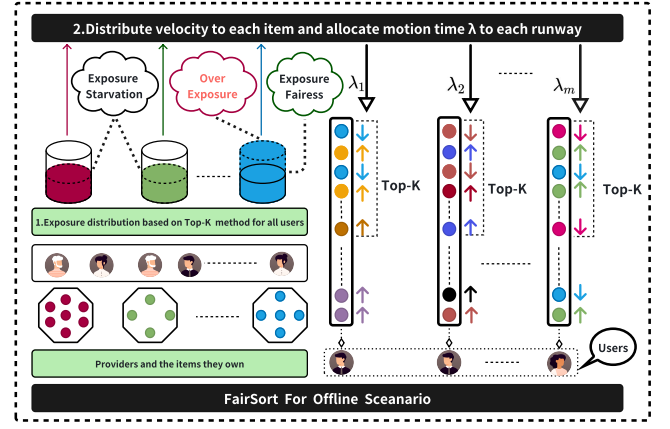 2.Distribute velocity to each item and allocate motion time λ to each runway
Exposure
Starvation
Over
Exposure
Exposure
Fairess
λ1
λ2
λm
Top-K
Top-K
Top-K
1.Exposure distribution based on Top-K method for all users
Providers and the items they own
Users
FairSort For Offline Sceanario